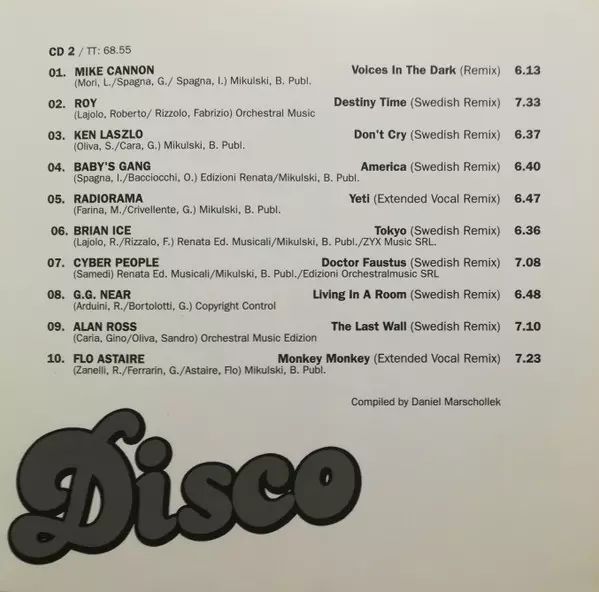 CD 2 / TT: 68.55
01. MIKE CANNON Voices In The Dark (Remix) 6.13
(Mori, L./Spagna, G./ Spagna, I.) Mikulski, B. Publ.
02. ROY Destiny Time (Swedish Remix) 7.33
(Lajolo, Roberto/ Rizzolo, Fabrizio) Orchestral Music
03. KEN LASZLO Don't Cry (Swedish Remix) 6.37
(Oliva, S./Cara, G.) Mikulski, B. Publ.
04. BABY'S GANG America (Swedish Remix) 6.40
(Spagna, I./Bacciocchi, O.) Edizioni Renata/Mikulski, B. Publ.
05. RADIORAMA Yeti (Extended Vocal Remix) 6.47
(Farina, M./Crivellente, G.) Mikulski, B. Publ.
06. BRIAN ICE Tokyo (Swedish Remix) 6.36
(Lajolo, R./Rizzalo, F.) Renata Ed. Musicali/Mikulski, B. Publ./ZYX Music SRL.
07. CYBER PEOPLE Doctor Faustus (Swedish Remix) 7.08
(Samedi) Renata Ed. Musicali/Mikulski, B. Publ./Edizioni Orchestralmusic SRL
08. G.G. NEAR Living In A Room (Swedish Remix) 6.48
(Arduini, R./Bortolotti, G.) Copyright Control
09. ALAN ROSS The Last Wall (Swedish Remix) 7.10
(Caria, Gino/Oliva, Sandro) Orchestral Music Edizion
10. FLO ASTAIRE Monkey Monkey (Extended Vocal Remix) 7.23
(Zanelli, R./Ferrarin, G./Astaire, Flo) Mikulski, B. Publ.
Compiled by Daniel Marschollek
Disco